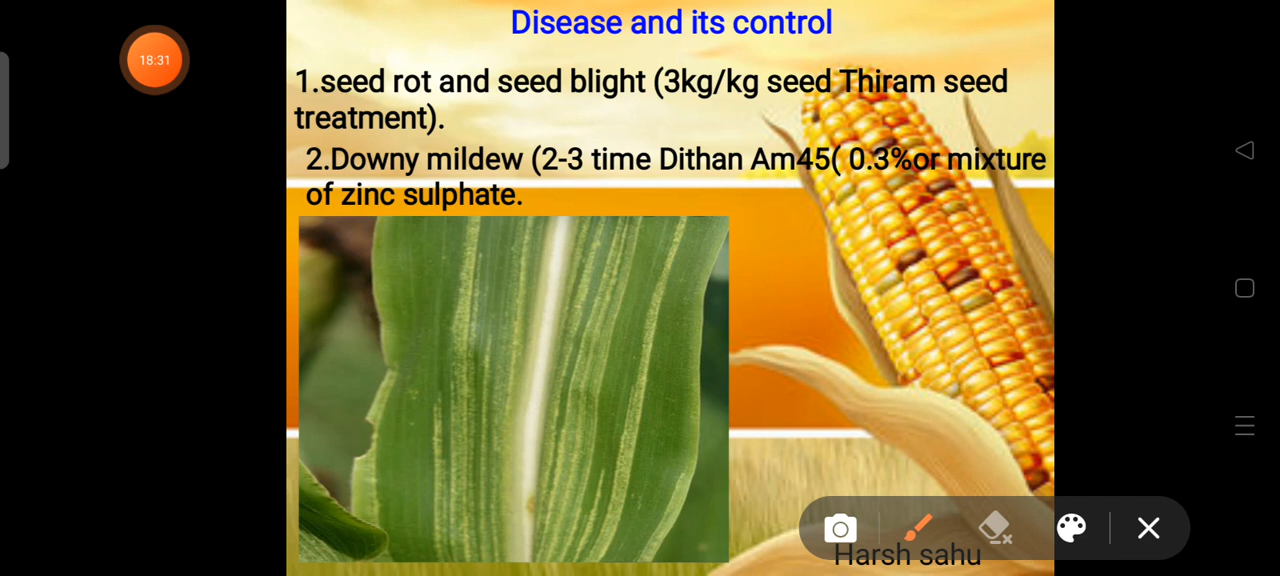 Disease and its control
18:31
1.seed rot and seed blight (3kg/kg seed Thiram seed
treatment).
2.Downy mildew (2-3 time Dithan Am45( 0.3%or mixture
of zinc sulphate.
Harsh sahu